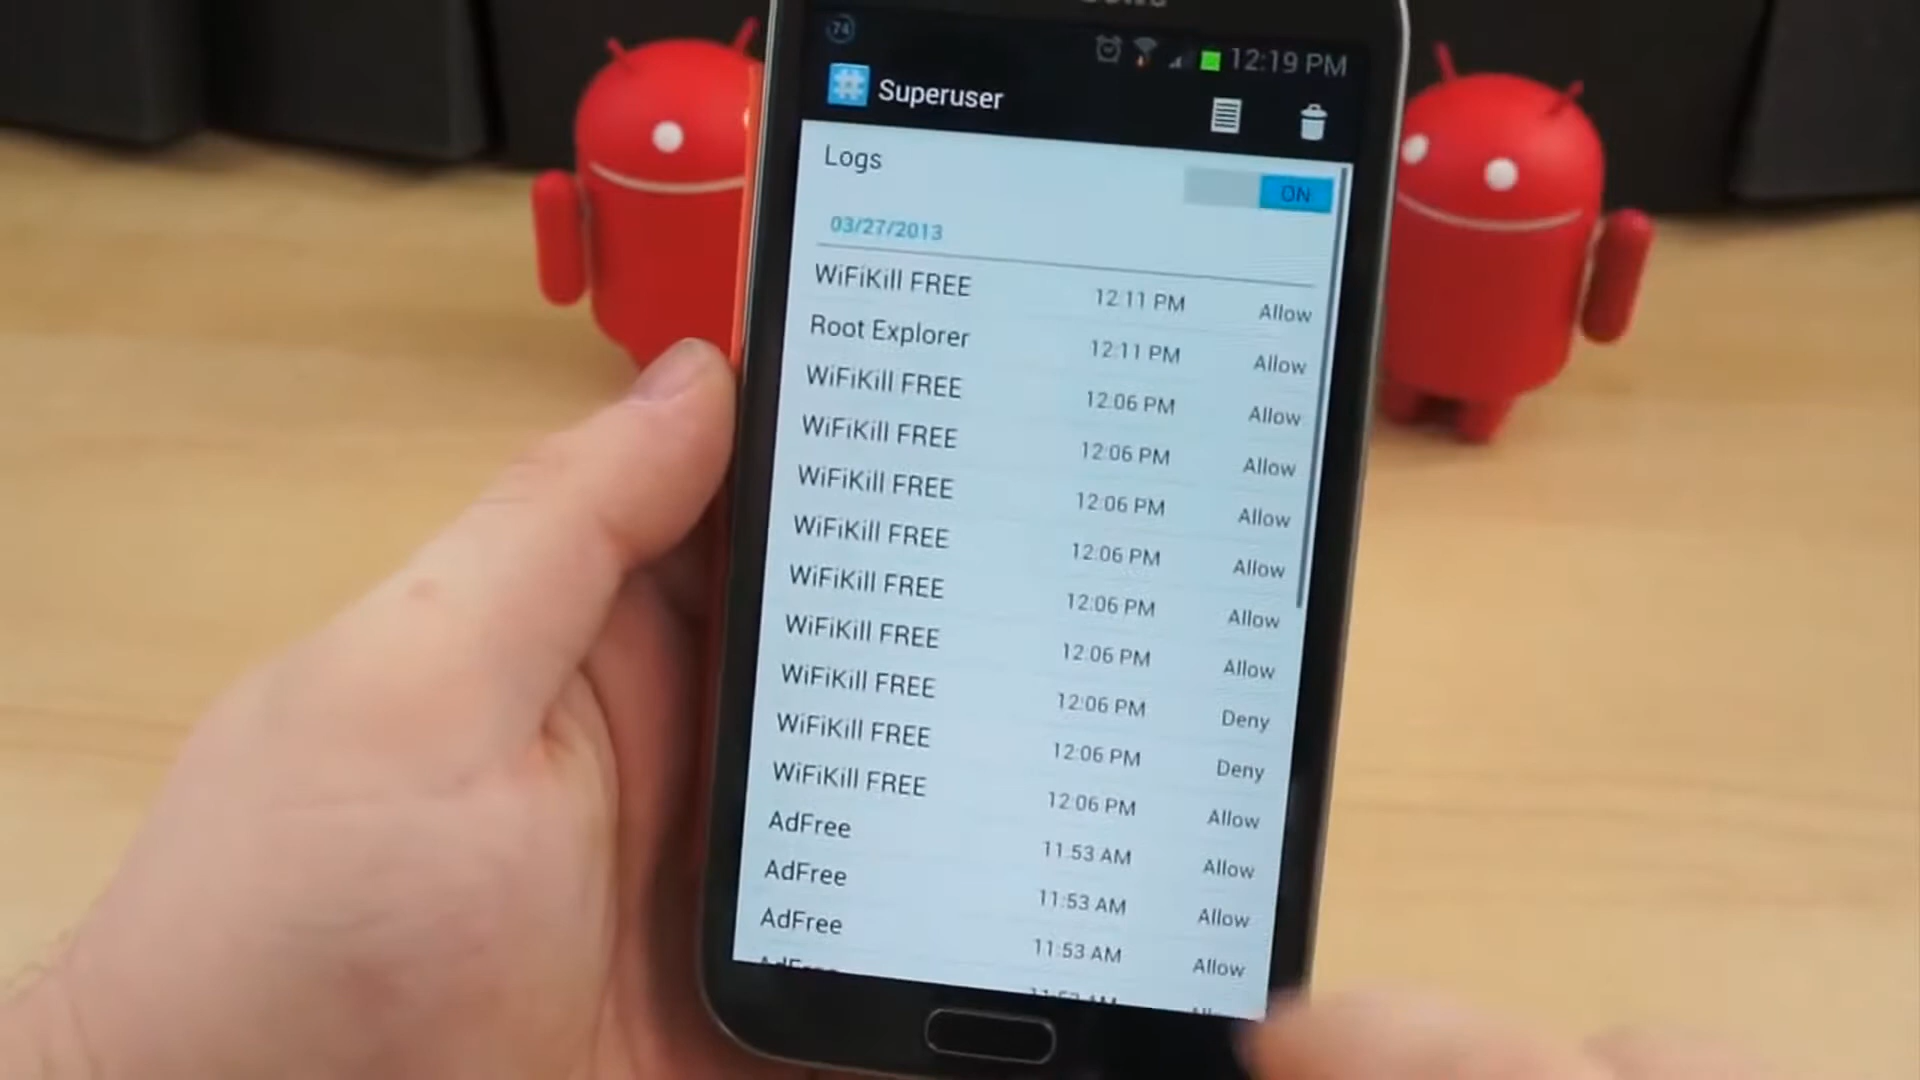 74 12:19 PM
Superuser
Logs ON
03/27/2013
WiFiKill FREE 12:11 PM Allow
Root Explorer 12:11 PM Allow
WiFiKill FREE 12:06 PM Allow
WiFiKill FREE 12:06 PM Allow
WiFiKill FREE 12:06 PM Allow
WiFiKill FREE 12:06 PM Allow
WiFiKill FREE 12:06 PM Allow
WiFiKill FREE 12:06 PM Allow
WiFiKill FREE 12:06 PM Deny
WiFiKill FREE 12:06 PM Deny
WiFiKill FREE 12:06 PM Allow
AdFree 11:53 AM Allow
AdFree 11:53 AM Allow
AdFree 11:53 AM Allow